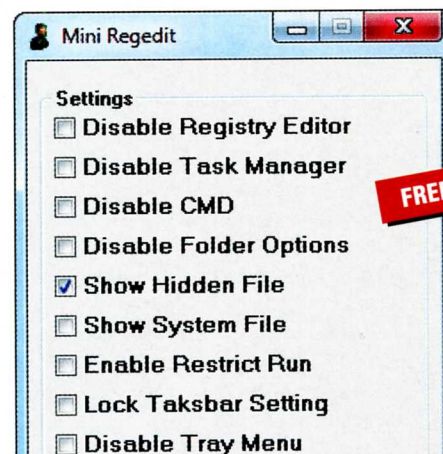 Mini Regedit
Settings
Disable Registry Editor
Disable Task Manager
Disable CMD
FREE
Disable Folder Options
Show Hidden File
Show System File
Enable Restrict Run
Lock Taksbar Setting
Disable Tray Menu